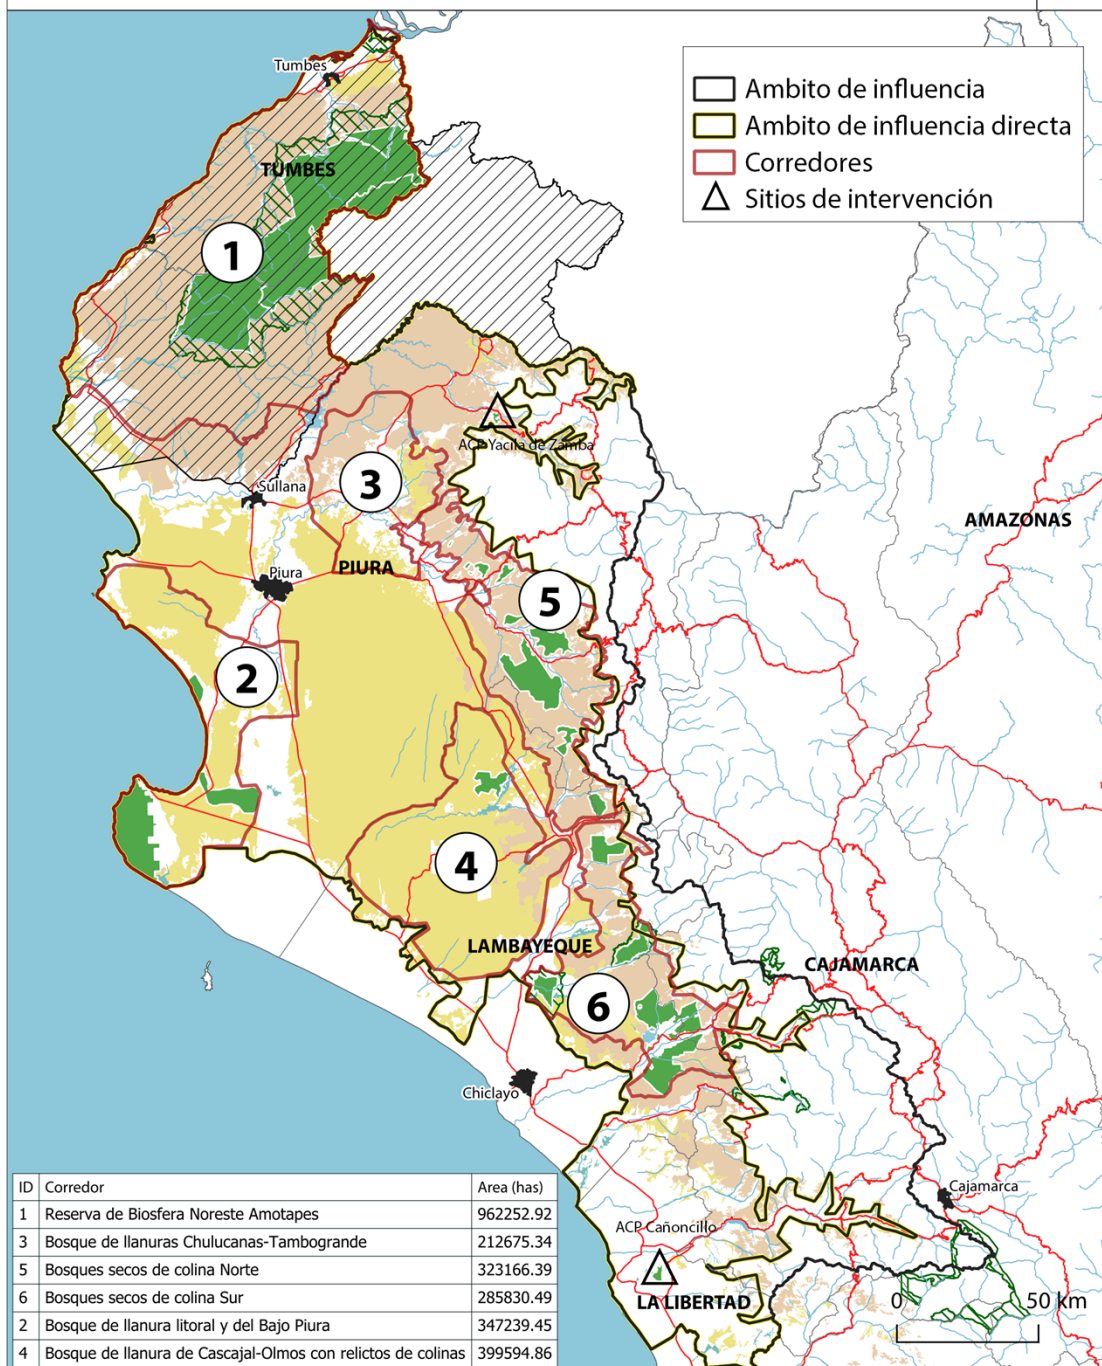 Ambito de influencia
Ambito de influencia directa
Corredores
Sitios de intervención
Tumbes
TUMBES
1
ACP Yacila de Zamba
3
Sullana
AMAZONAS
PIURA
Piura
5
2
4
LAMBAYEQUE
CAJAMARCA
6
Chiclayo
Cajamarca
ACP Cañoncillo
LA LIBERTAD
0 50 km
ID Corredor Area (has)
1 Reserva de Biosfera Noreste Amotapes 962252.92
3 Bosque de llanuras Chulucanas-Tambogrande 212675.34
5 Bosques secos de colina Norte 323166.39
6 Bosques secos de colina Sur 285830.49
2 Bosque de llanura litoral y del Bajo Piura 347239.45
4 Bosque de llanura de Cascajal-Olmos con relictos de colinas 399594.86